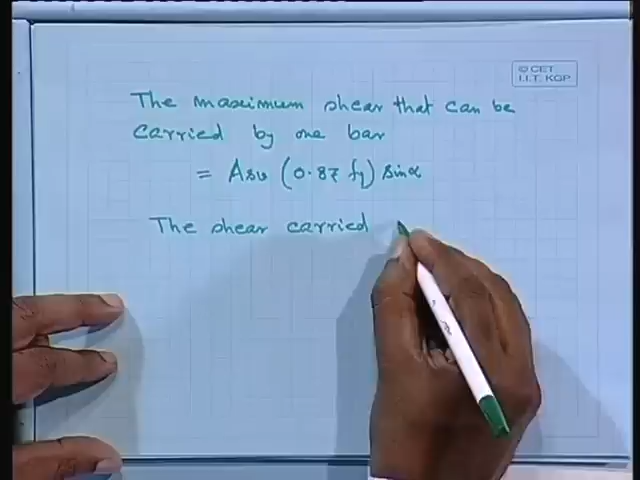 © CET
I.I.T. KGP
The maximum shear that can be
carried by one bar
= Asv (0.87 fy) sinα
The shear carried